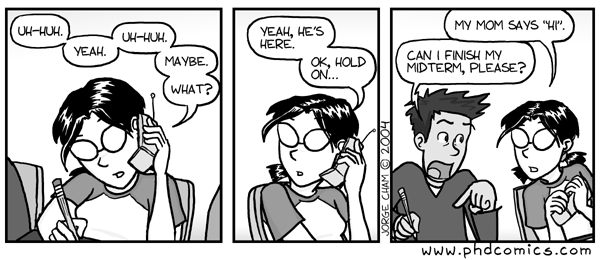 UH-HUH.
YEAH.
UH-HUH.
MAYBE.
WHAT?
YEAH, HE'S
HERE.
OK, HOLD
ON...
JORGE CHAM © 2004
MY MOM SAYS "HI".
CAN I FINISH MY
MIDTERM, PLEASE?
www.phdcomics.com